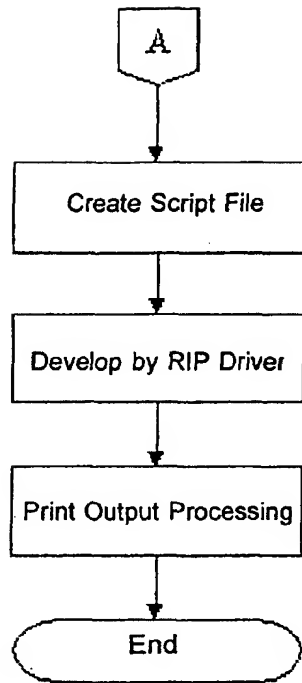 A
Create Script File
Develop by RIP Driver
Print Output Processing
End